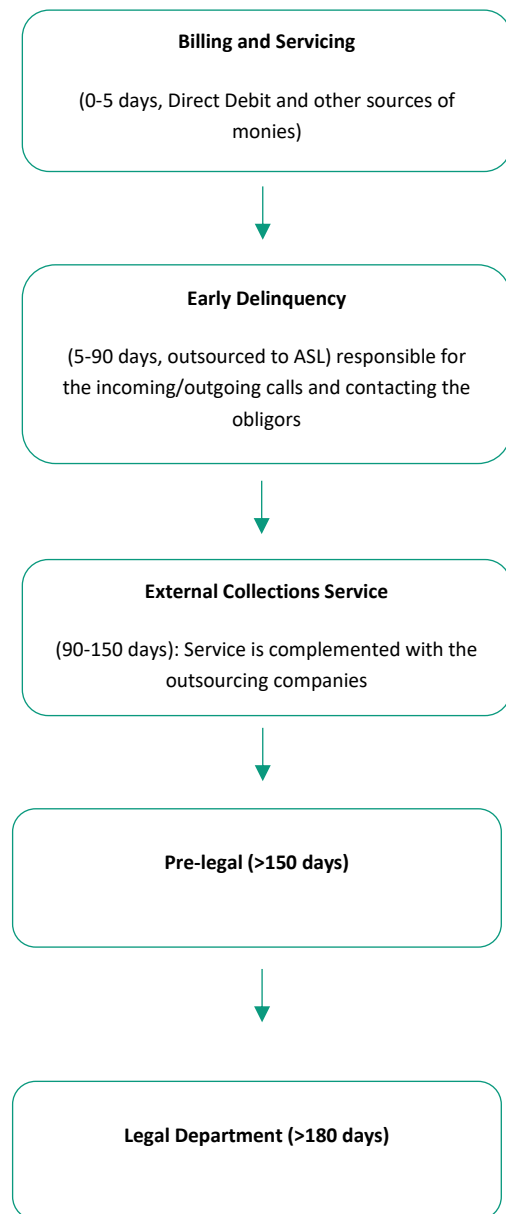 Billing and Servicing
(0-5 days, Direct Debit and other sources of
monies)
Early Delinquency
(5-90 days, outsourced to ASL) responsible for
the incoming/outgoing calls and contacting the
obligors
External Collections Service
(90-150 days): Service is complemented with the
outsourcing companies
Pre-legal (>150 days)
Legal Department (>180 days)